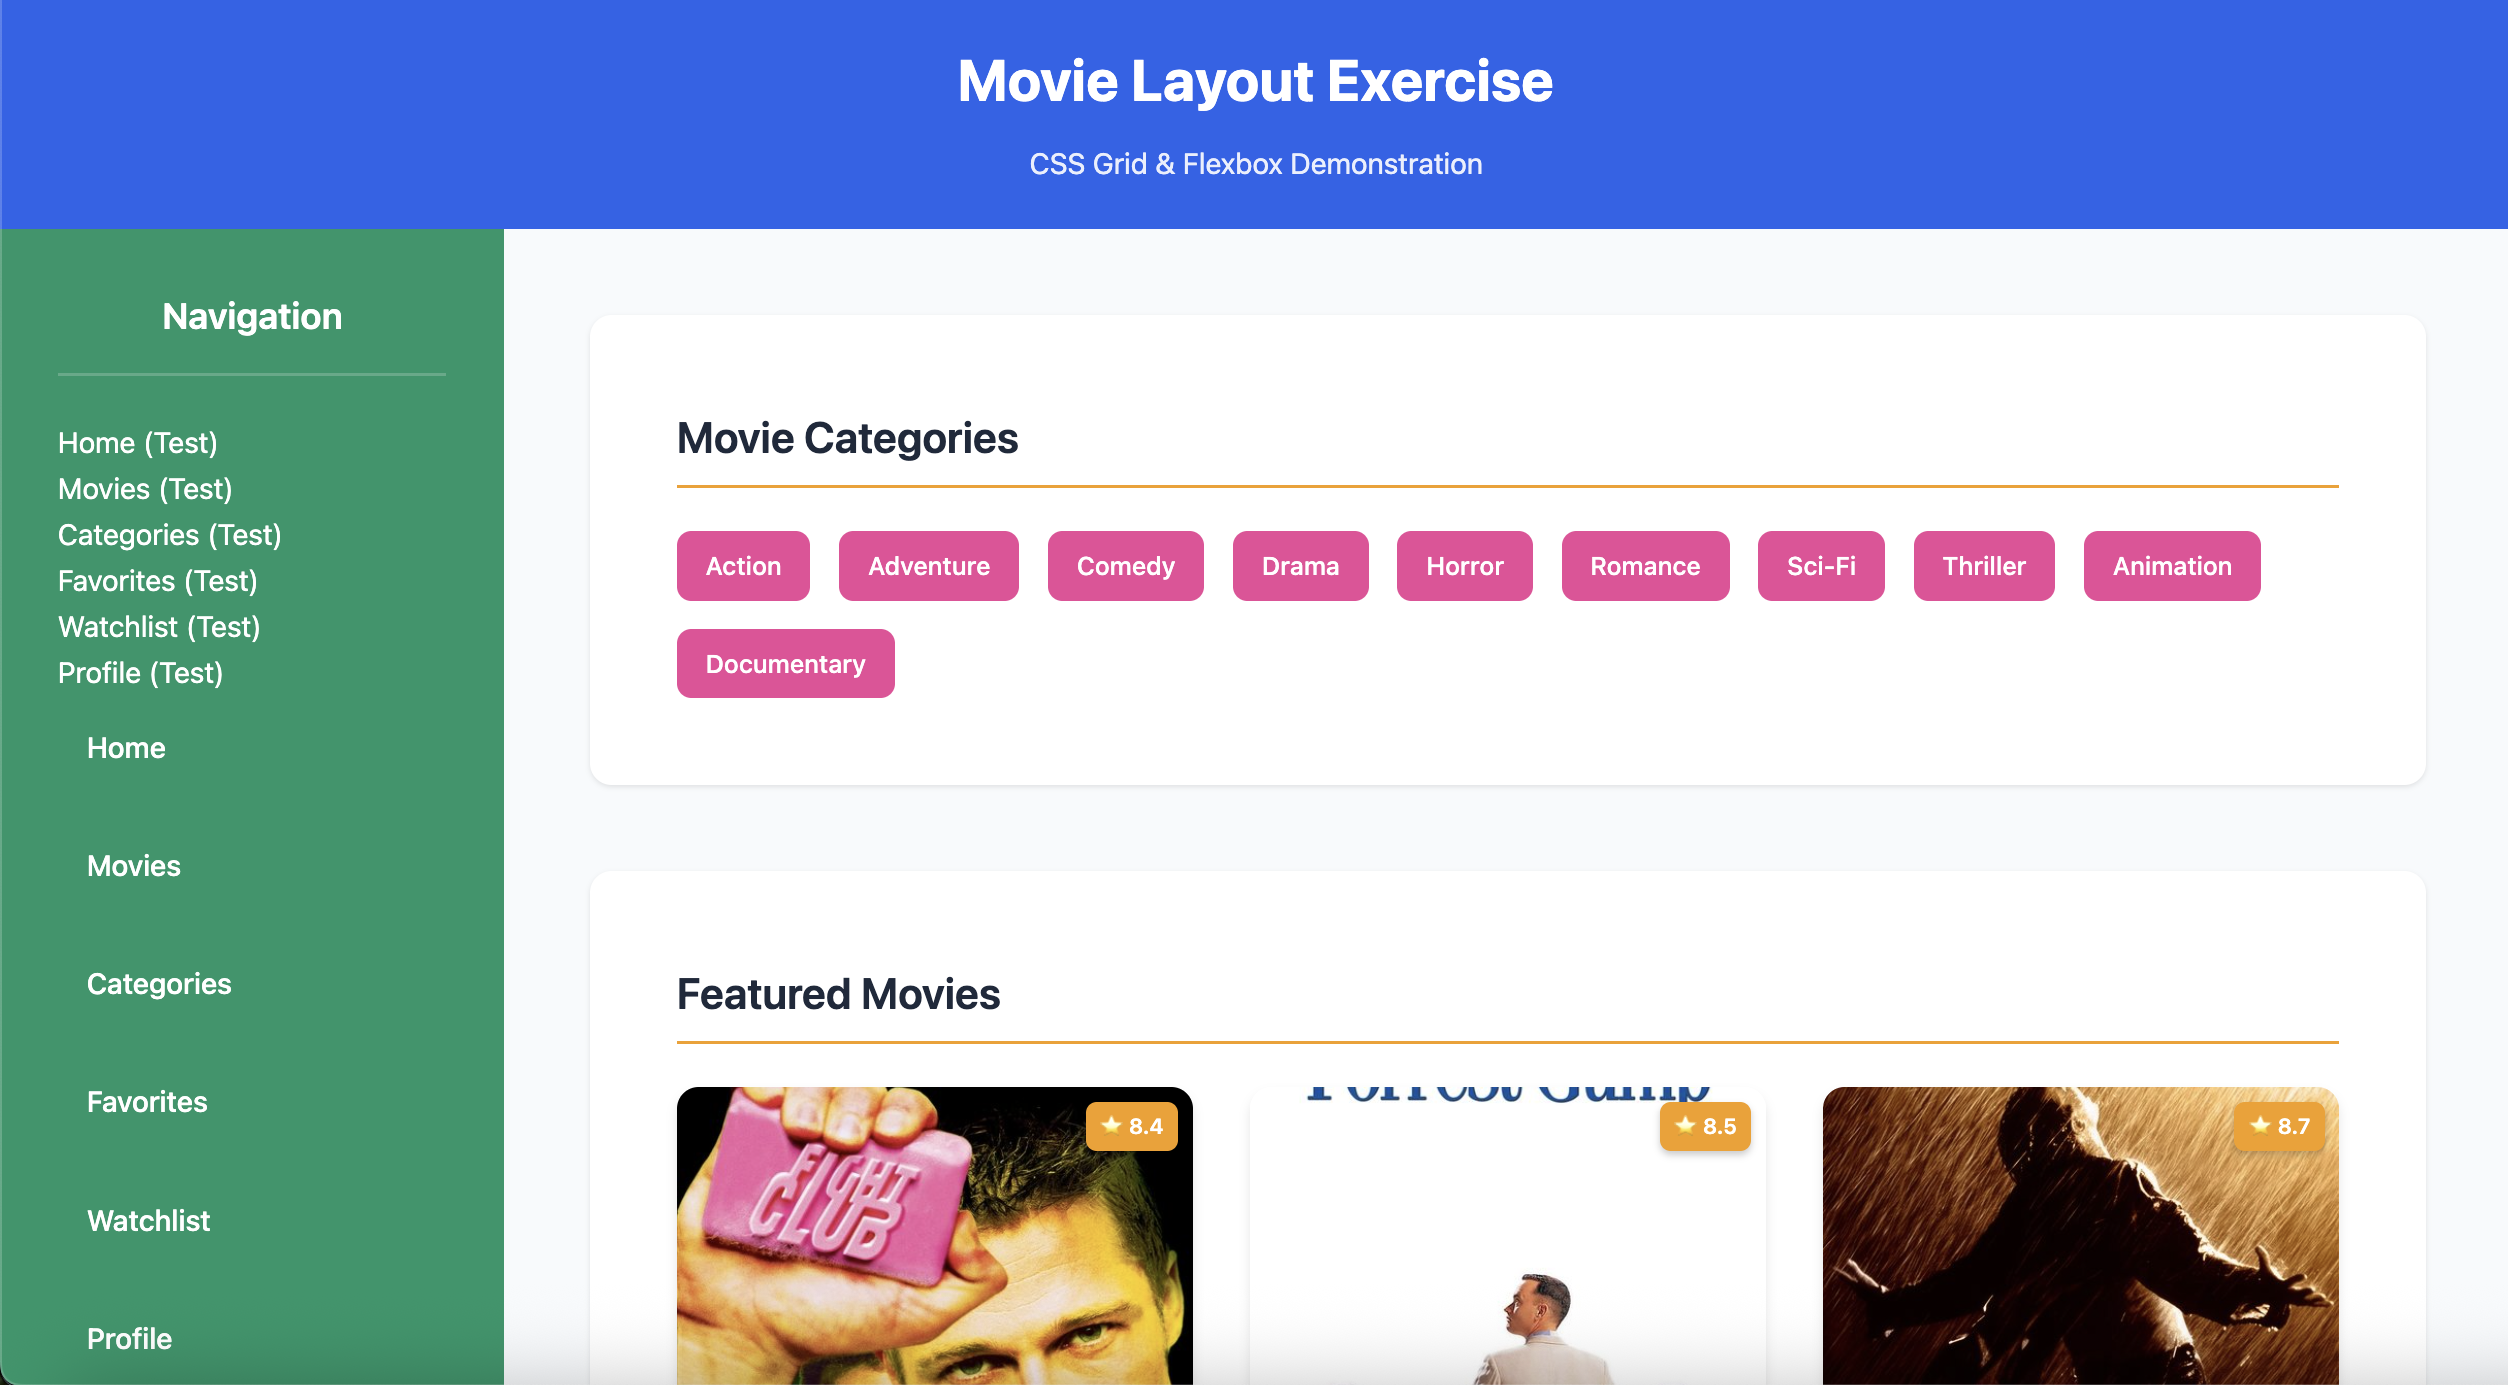 Movie Layout Exercise
CSS Grid & Flexbox Demonstration
Navigation
Home (Test)
Movies (Test)
Categories (Test)
Favorites (Test)
Watchlist (Test)
Profile (Test)
Home
Movies
Categories
Favorites
Watchlist
Profile
Movie Categories
Action Adventure Comedy Drama Horror Romance Sci-Fi Thriller Animation
Documentary
Featured Movies
FIGHT
CLUB
⭐ 8.4
Forrest Gump
⭐ 8.5
⭐ 8.7